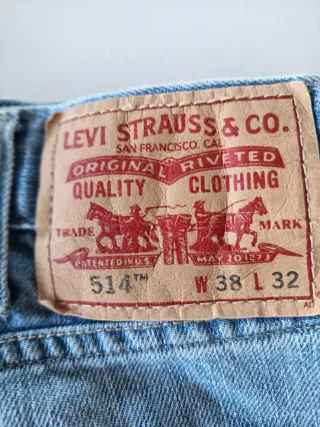 LEVI STRAUSS & CO.
SAN FRANCISCO, CAL.
ORIGINAL RIVETED
QUALITY CLOTHING
TRADE MARK
PATENTED IN U.S. MAY 20 1873
514™ W 38 L 32